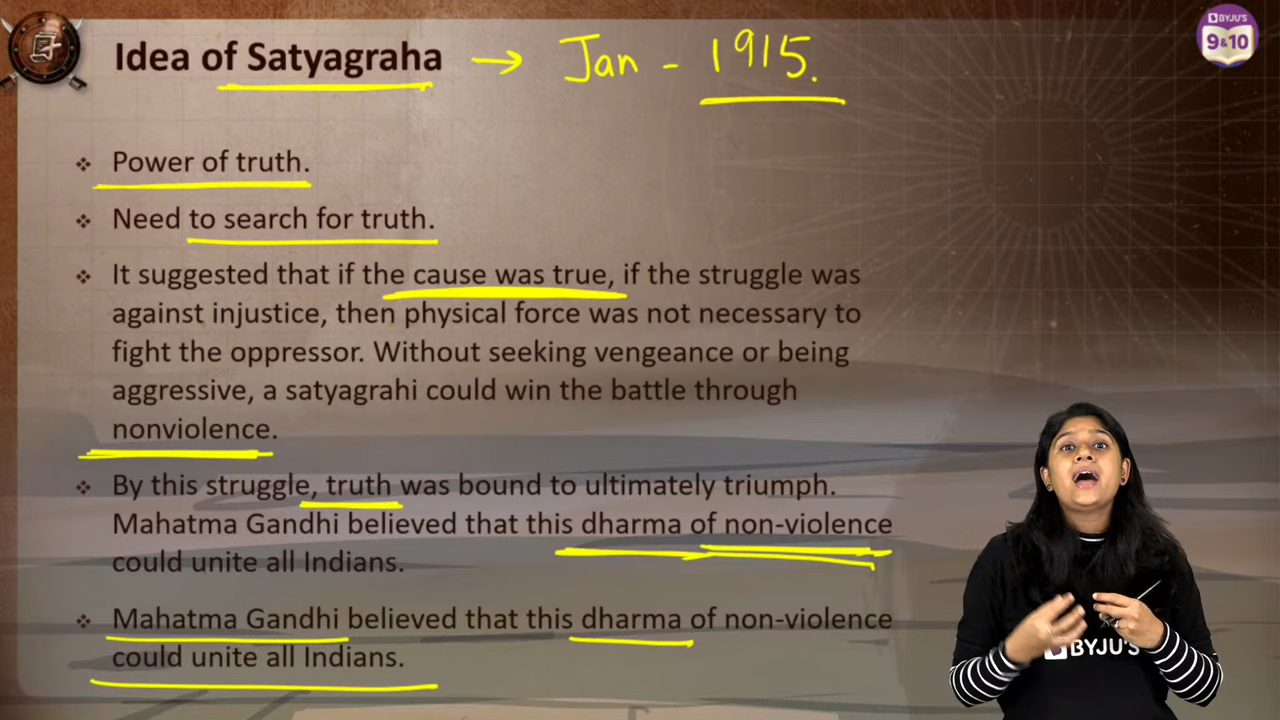 Idea of Satyagraha → Jan - 1915.
BYJU'S
9&10
❖ Power of truth.
❖ Need to search for truth.
❖ It suggested that if the cause was true, if the struggle was
against injustice, then physical force was not necessary to
fight the oppressor. Without seeking vengeance or being
aggressive, a satyagrahi could win the battle through
nonviolence.
❖ By this struggle, truth was bound to ultimately triumph.
Mahatma Gandhi believed that this dharma of non-violence
could unite all Indians.
❖ Mahatma Gandhi believed that this dharma of non-violence
could unite all Indians.
BYJU'S